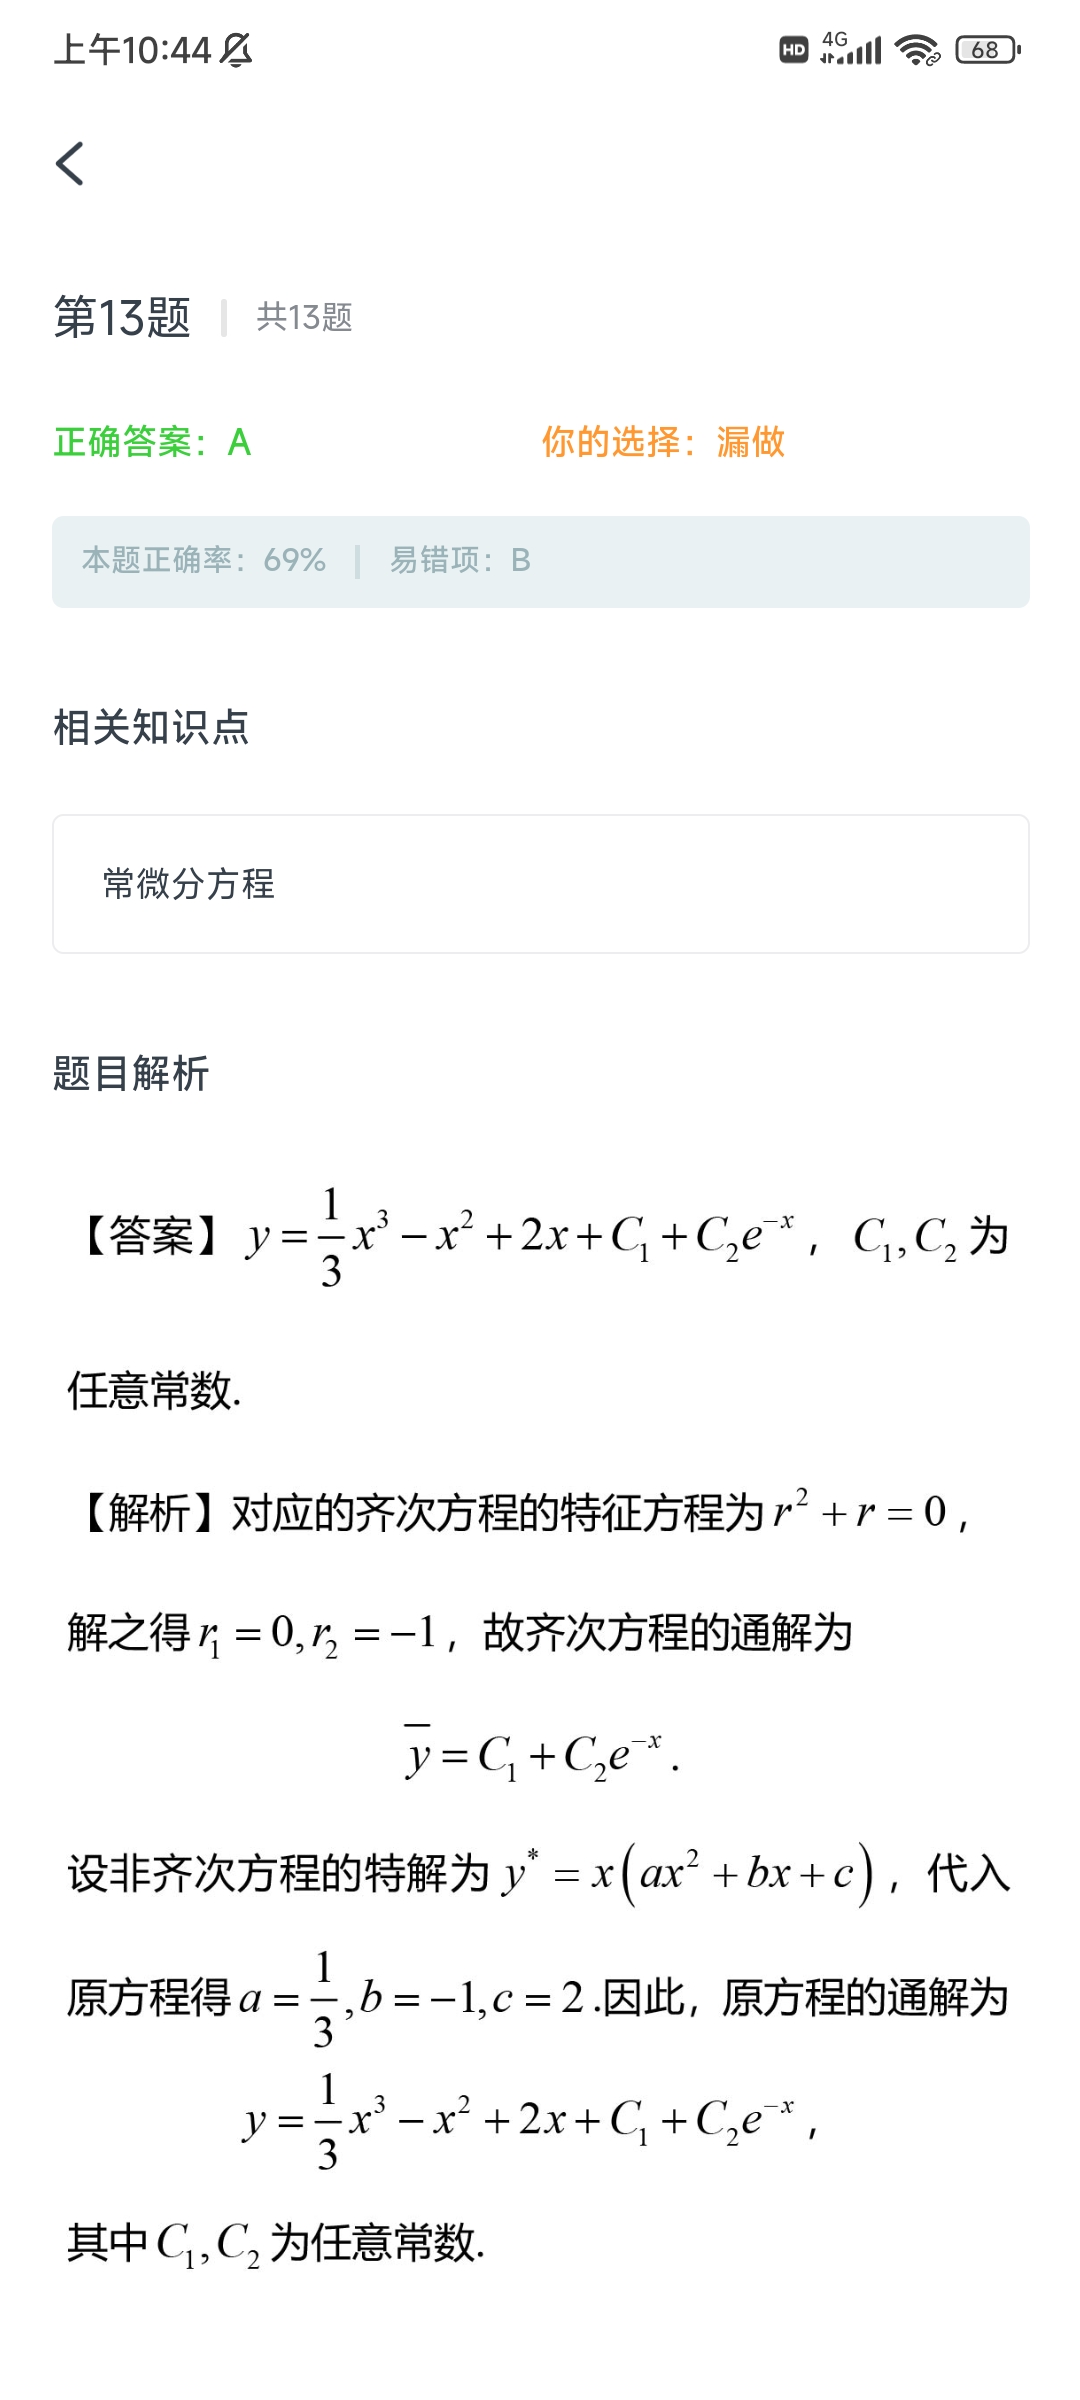 上午10:44
HD 4G 68
第13题 共13题
正确答案：A 你的选择：漏做
本题正确率：69% 易错项：B
相关知识点
常微分方程
题目解析
【答案】y = \frac{1}{3}x^3 - x^2 + 2x + C_1 + C_2e^{-x}，C_1, C_2 为
任意常数.
【解析】对应的齐次方程的特征方程为 r^2 + r = 0，
解之得 r_1 = 0, r_2 = -1，故齐次方程的通解为
\overline{y} = C_1 + C_2e^{-x}.
设非齐次方程的特解为 y^* = x(ax^2 + bx + c)，代入
原方程得 a = \frac{1}{3}, b = -1, c = 2.因此，原方程的通解为
y = \frac{1}{3}x^3 - x^2 + 2x + C_1 + C_2e^{-x}，
其中 C_1, C_2 为任意常数.